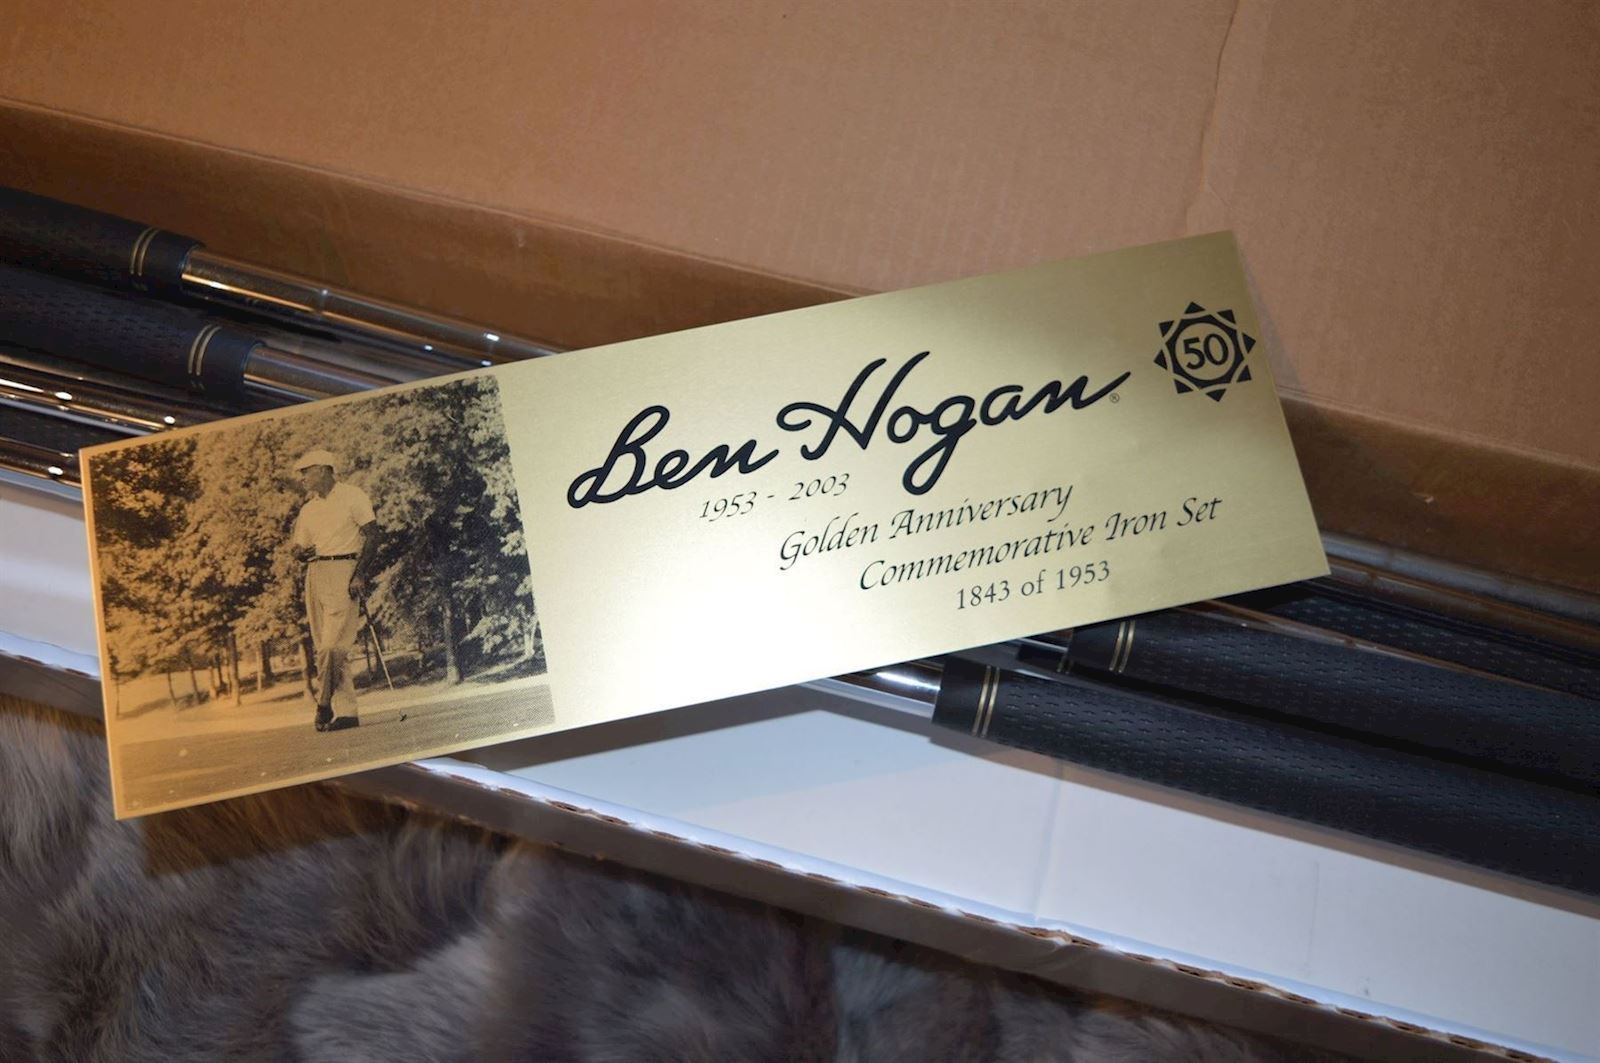 Ben Hogan®
50
1953 - 2003
Golden Anniversary
Commemorative Iron Set
1843 of 1953